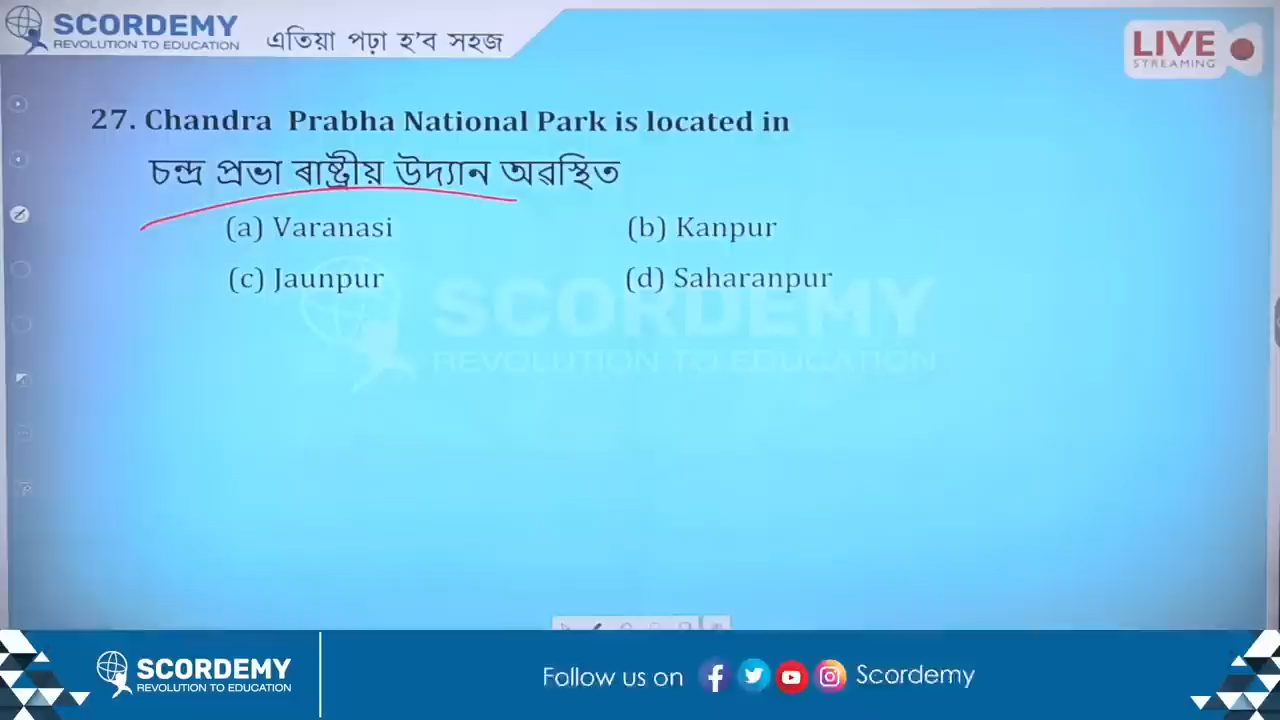 SCORDEMY
REVOLUTION TO EDUCATION
এতিয়া পঢ়া হ'ব সহজ
LIVE
STREAMING
27. Chandra Prabha National Park is located in
চন্দ্ৰ প্ৰভা ৰাষ্ট্ৰীয় উদ্যান অৱস্থিত
(a) Varanasi (b) Kanpur
(c) Jaunpur (d) Saharanpur
SCORDEMY
REVOLUTION TO EDUCATION
SCORDEMY
REVOLUTION TO EDUCATION
Follow us on Scordemy